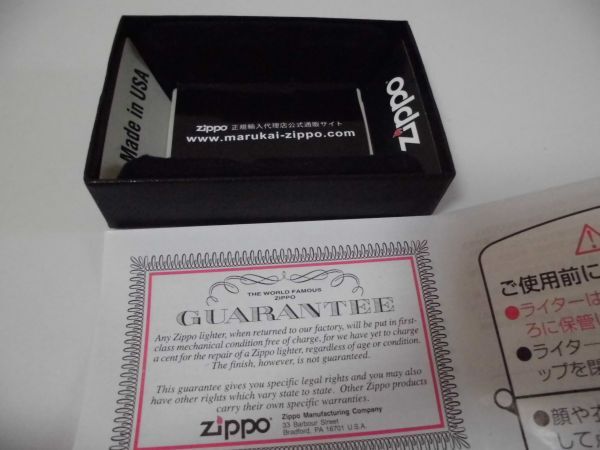 Made in USA
zippo 正規輸入代理店公式通販サイト
www.marukai-zippo.com
zippo
THE WORLD FAMOUS
ZIPPO
GUARANTEE
Any Zippo lighter, when returned to our factory, will be put in first-
class mechanical condition free of charge, for we have yet to charge
a cent for the repair of a Zippo lighter, regardless of age or condition.
The finish, however, is not guaranteed.
This guarantee gives you specific legal rights and you may also
have other rights which vary state to state. Other Zippo products
carry their own specific warranties.
zippo
Zippo Manufacturing Company
33 Barbour Street
Bradford, PA 16701 U.S.A.
ご使用前に
●ライターは
ろに保管し
●ライター
ップを閉
●顔や衣
して